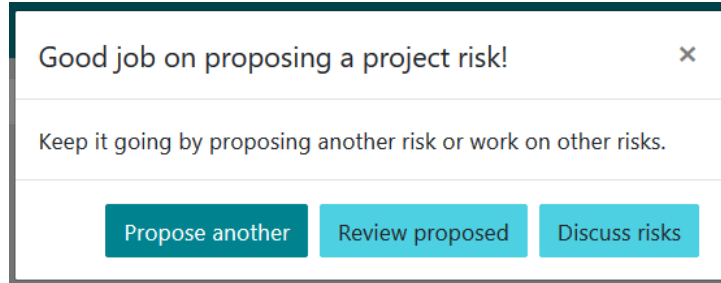 Good job on proposing a project risk!
×
Keep it going by proposing another risk or work on other risks.
Propose another
Review proposed
Discuss risks